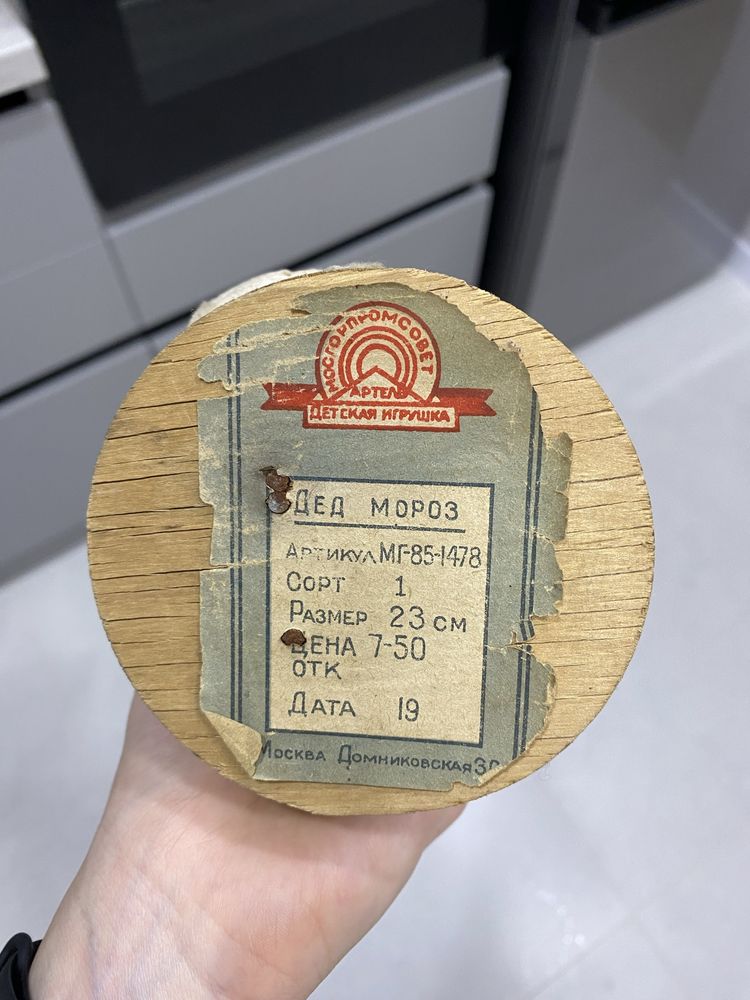 МОСГОРПРОМСОВЕТ
АРТЕЛЬ
ДЕТСКАЯ ИГРУШКА
ДЕД МОРОЗ
АРТИКУЛ МГ-85-1478
СОРТ 1
РАЗМЕР 23 СМ
ЦЕНА 7-50
ОТК
ДАТА 19
МОСКВА ДОМНИКОВСКАЯ